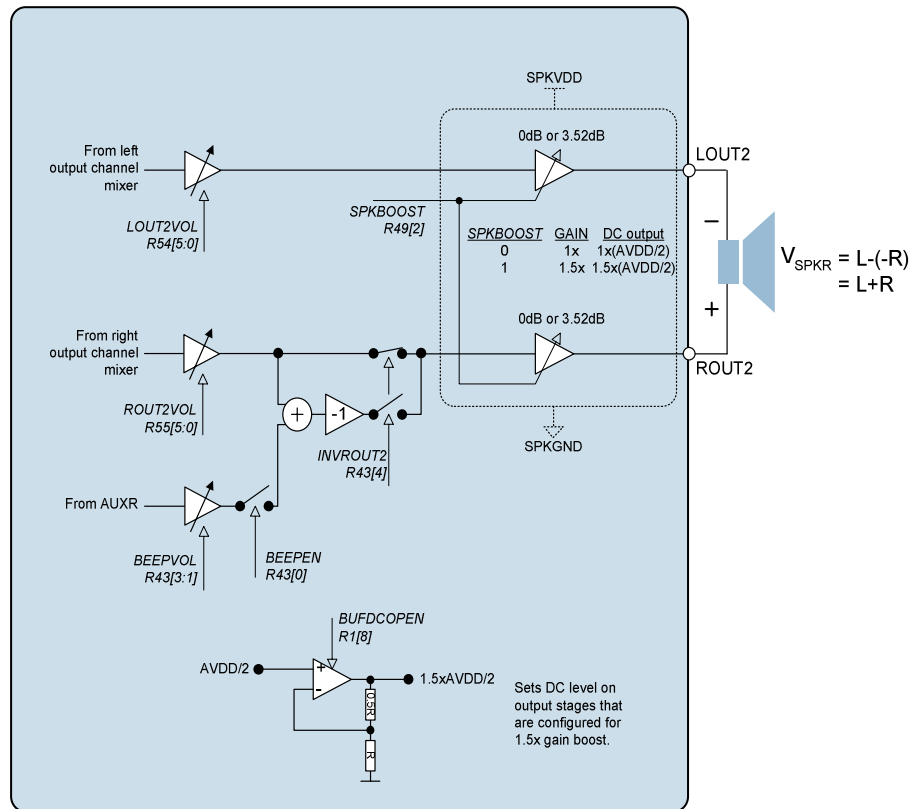 SPKVDD
0dB or 3.52dB
From left
output channel
mixer
LOUT2
LOUT2VOL
R54[5:0]
SPKBOOST
R49[2]
SPKBOOST GAIN DC output
0 1x 1x(AVDD/2)
1 1.5x 1.5x(AVDD/2)
−
VSPKR = L-(-R)
= L+R
+
0dB or 3.52dB
From right
output channel
mixer
ROUT2
ROUT2VOL
R55[5:0]
+
-1
INVROUT2
R43[4]
SPKGND
From AUXR
BEEPVOL
R43[3:1]
BEEPEN
R43[0]
BUFDCOPEN
R1[8]
AVDD/2
+
-
1.5xAVDD/2
0.5R
R
Sets DC level on
output stages that
are configured for
1.5x gain boost.